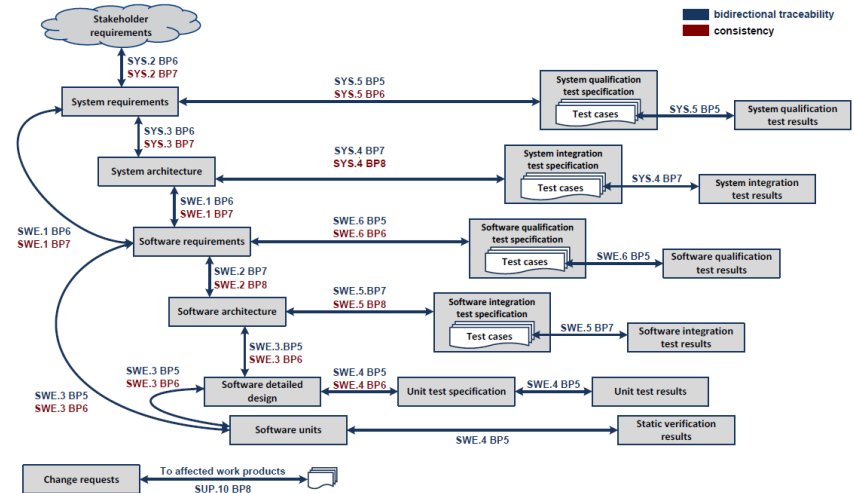 Stakeholder
requirements
bidirectional traceability
consistency
SYS.2 BP6
SYS.2 BP7
System requirements
SYS.5 BP5
SYS.5 BP6
System qualification
test specification
Test cases
SYS.5 BP5
System qualification
test results
SYS.3 BP6
SYS.3 BP7
System architecture
SYS.4 BP7
SYS.4 BP8
System integration
test specification
Test cases
SYS.4 BP7
System integration
test results
SWE.1 BP6
SWE.1 BP7
SWE.1 BP6
SWE.1 BP7
Software requirements
SWE.6 BP5
SWE.6 BP6
Software qualification
test specification
Test cases
SWE.6 BP5
Software qualification
test results
SWE.2 BP7
SWE.2 BP8
Software architecture
SWE.5.BP7
SWE.5 BP8
Software integration
test specification
Test cases
SWE.5 BP7
Software integration
test results
SWE.3.BP5
SWE.3 BP6
SWE.3 BP5
SWE.3 BP6
Software detailed
design
SWE.4 BP5
SWE.4 BP6
Unit test specification
SWE.4 BP5
Unit test results
SWE.3 BP5
SWE.3 BP6
Software units
SWE.4 BP5
Static verification
results
Change requests
To affected work products
SUP.10 BP8